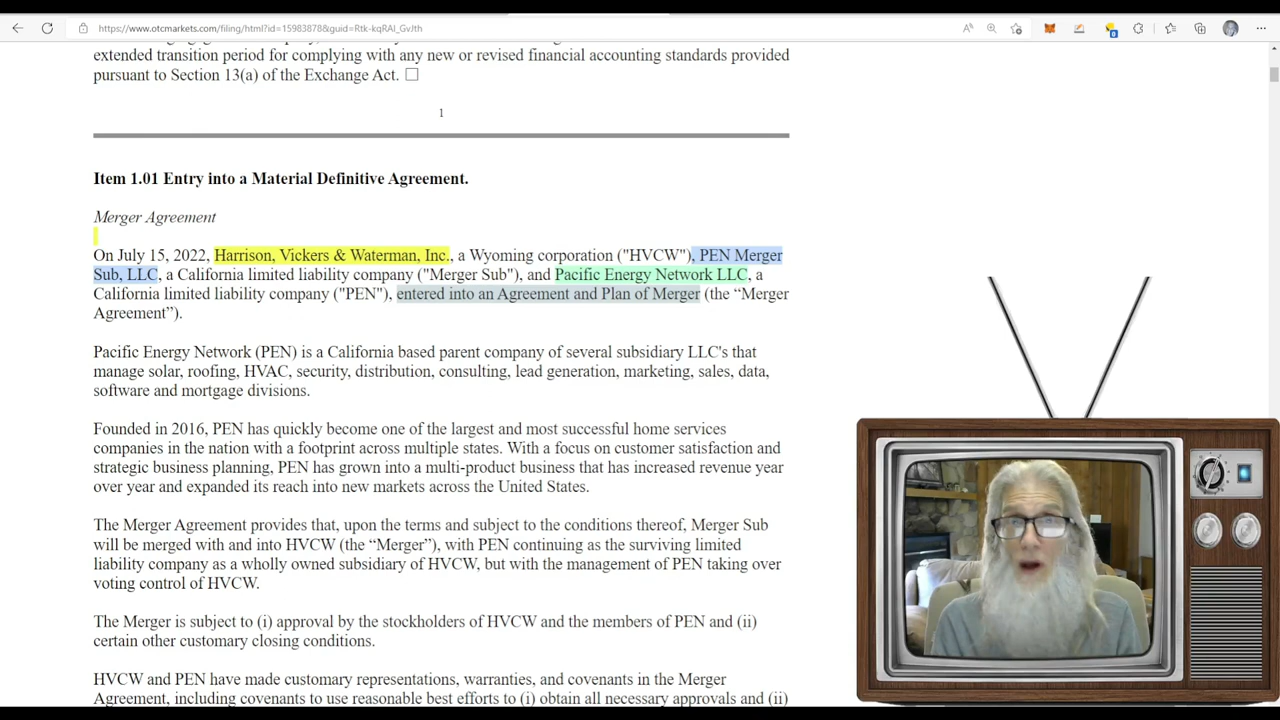 https://www.otcmarkets.com/filing/html?id=15983878&guid=Rtk-kqRAI_GvJth
extended transition period for complying with any new or revised financial accounting standards provided
pursuant to Section 13(a) of the Exchange Act. ☐
1
Item 1.01 Entry into a Material Definitive Agreement.
Merger Agreement
On July 15, 2022, Harrison, Vickers & Waterman, Inc., a Wyoming corporation ("HVCW"), PEN Merger
Sub, LLC, a California limited liability company ("Merger Sub"), and Pacific Energy Network LLC, a
California limited liability company ("PEN"), entered into an Agreement and Plan of Merger (the “Merger
Agreement”).
Pacific Energy Network (PEN) is a California based parent company of several subsidiary LLC's that
manage solar, roofing, HVAC, security, distribution, consulting, lead generation, marketing, sales, data,
software and mortgage divisions.
Founded in 2016, PEN has quickly become one of the largest and most successful home services
companies in the nation with a footprint across multiple states. With a focus on customer satisfaction and
strategic business planning, PEN has grown into a multi-product business that has increased revenue year
over year and expanded its reach into new markets across the United States.
The Merger Agreement provides that, upon the terms and subject to the conditions thereof, Merger Sub
will be merged with and into HVCW (the “Merger”), with PEN continuing as the surviving limited
liability company as a wholly owned subsidiary of HVCW, but with the management of PEN taking over
voting control of HVCW.
The Merger is subject to (i) approval by the stockholders of HVCW and the members of PEN and (ii)
certain other customary closing conditions.
HVCW and PEN have made customary representations, warranties, and covenants in the Merger
Agreement, including covenants to use reasonable best efforts to (i) obtain all necessary approvals and (ii)